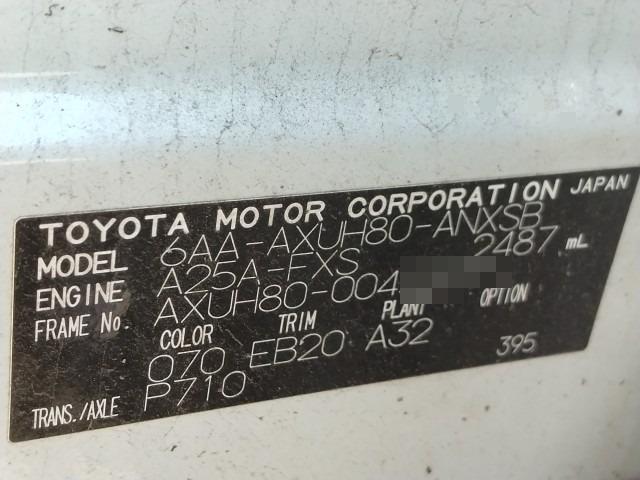 TOYOTA MOTOR CORPORATION JAPAN
MODEL 6AA-AXUH80-ANXSB
ENGINE A25A-FXS 2487 mL
FRAME No. AXUH80-004
COLOR TRIM PLANT OPTION
070 EB20 A32
TRANS./AXLE P710 395